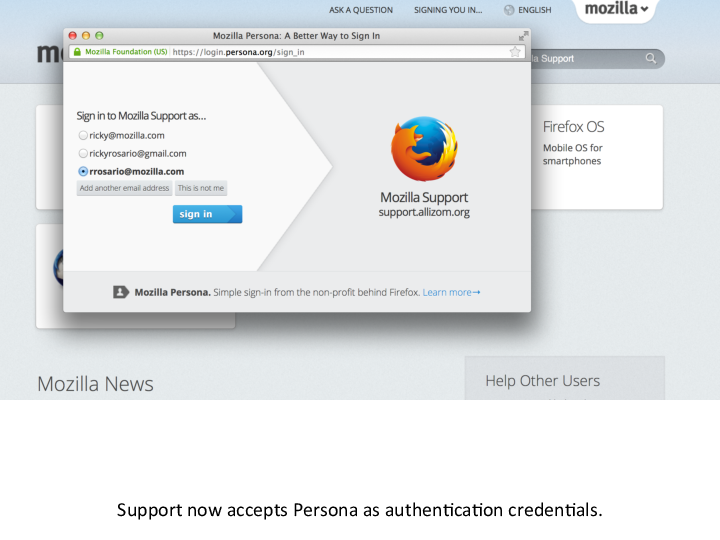 ASK A QUESTION SIGNING YOU IN... ENGLISH mozilla
Mozilla Persona: A Better Way to Sign In
Mozilla Foundation (US) https://login.persona.org/sign_in
Support
Sign in to Mozilla Support as...
ricky@mozilla.com
rickyrosario@gmail.com
rrosario@mozilla.com
Add another email address This is not me
sign in
Mozilla Support
support.allizom.org
Firefox OS
Mobile OS for
smartphones
Mozilla Persona. Simple sign-in from the non-profit behind Firefox. Learn more→
Mozilla News
Help Other Users
Support now accepts Persona as authentication credentials.